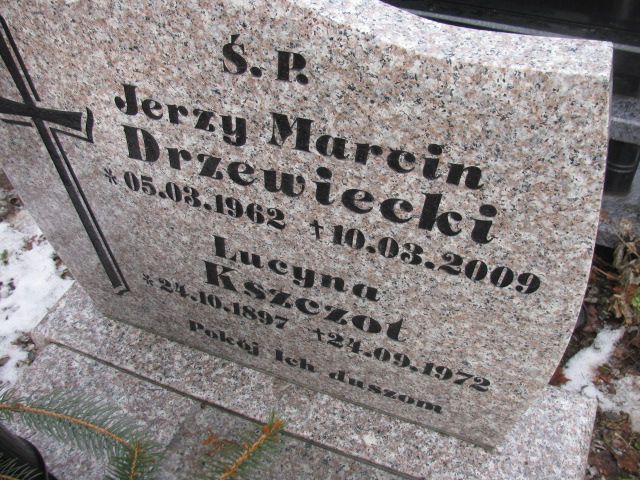 Ś. P.
Jerzy Marcin
Drzewiecki
* 05.03.1962 †10.03.2009
Lucyna
Kszczot
*24.10.1897 †24.09.1972
Pokój Ich duszom